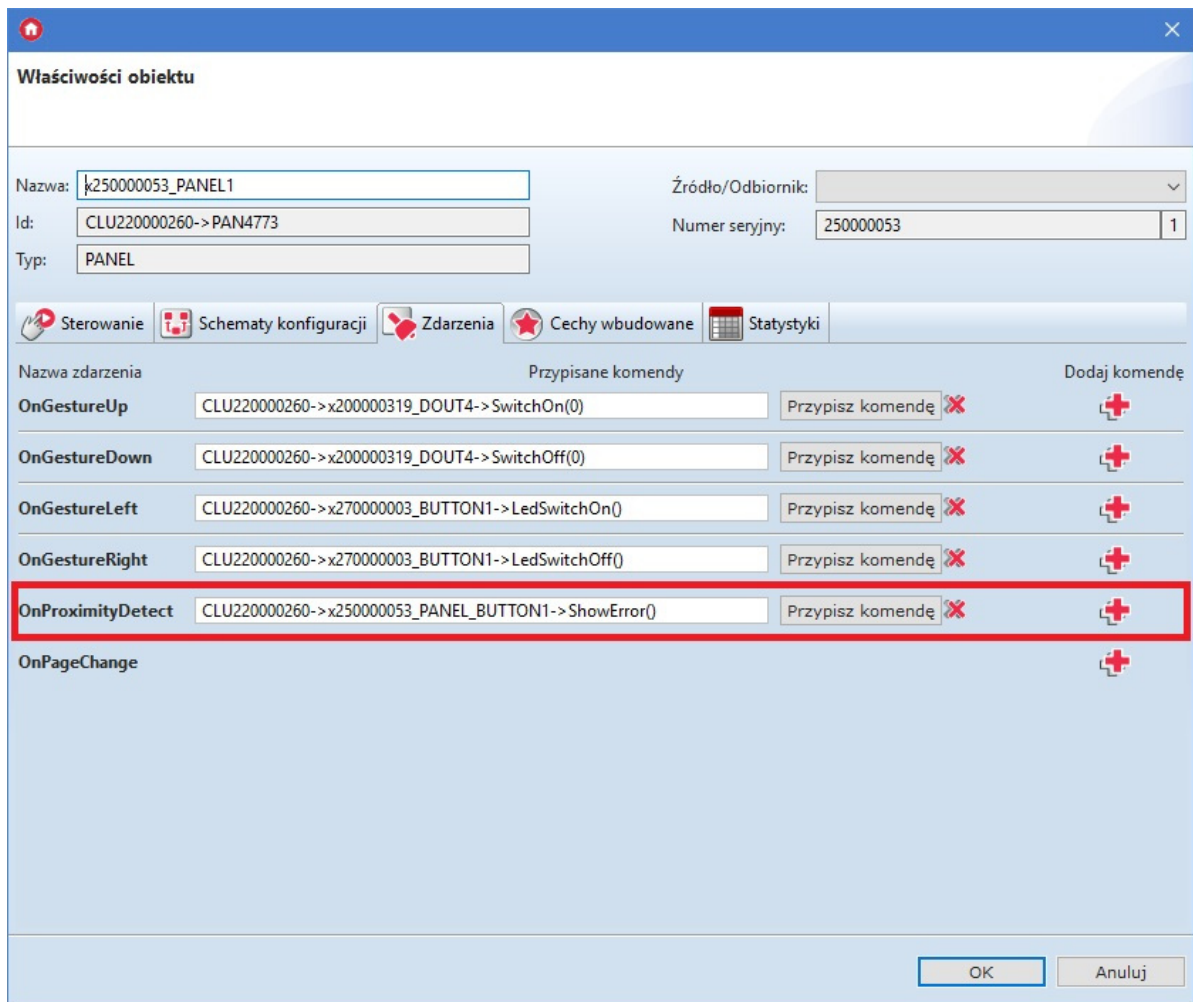 Właściwości obiektu
Nazwa: x250000053_PANEL1 Źródło/Odbiornik:
Id: CLU220000260->PAN4773 Numer seryjny: 250000053 1
Typ: PANEL
Sterowanie Schematy konfiguracji Zdarzenia Cechy wbudowane Statystyki
Nazwa zdarzenia Przypisane komendy Dodaj komendę
OnGestureUp CLU220000260->x200000319_DOUT4->SwitchOn(0) Przypisz komendę
OnGestureDown CLU220000260->x200000319_DOUT4->SwitchOff(0) Przypisz komendę
OnGestureLeft CLU220000260->x270000003_BUTTON1->LedSwitchOn() Przypisz komendę
OnGestureRight CLU220000260->x270000003_BUTTON1->LedSwitchOff() Przypisz komendę
OnProximityDetect CLU220000260->x250000053_PANEL_BUTTON1->ShowError() Przypisz komendę
OnPageChange
OK Anuluj